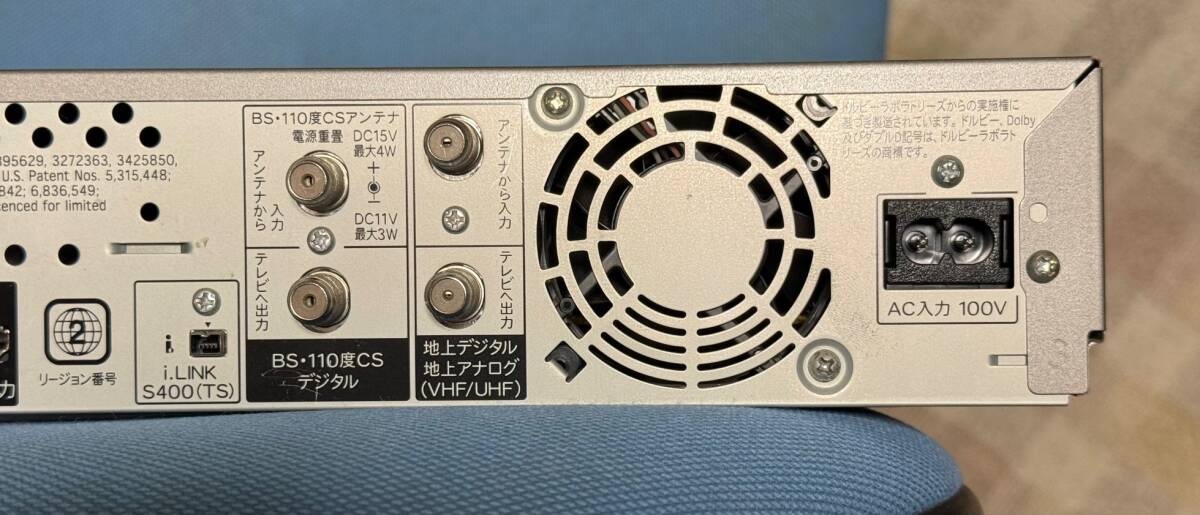 395629, 3272363, 3425850,
U.S. Patent Nos. 5,315,448;
842; 6,836,549;
cenced for limited
力
2
リージョン番号
i.
i.LINK
S400(TS)
BS・110度CSアンテナ
電源重畳 DC15V
最大4W
＋
－
DC11V
最大3W
アンテナから
入力
テレビへ出力
BS・110度CS
デジタル
アンテナから入力
テレビへ出力
地上デジタル
地上アナログ
(VHF/UHF)
ドルビーラボラトリーズからの実施権に
基づき製造されています。ドルビー、Dolby
及びダブルD記号は、ドルビーラボラト
リーズの商標です。
AC入力 100V